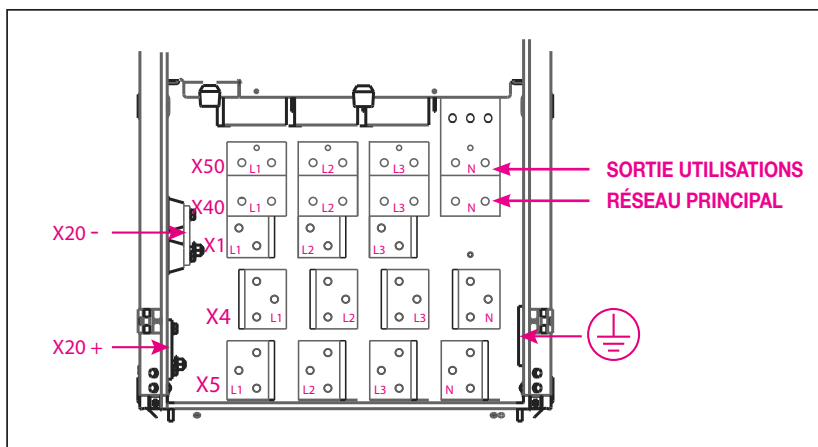 X50 L1 L2 L3 N SORTIE UTILISATIONS
X40 L1 L2 L3 N RÉSEAU PRINCIPAL
X20 - X1 L1 L2 L3
X4 L1 L2 L3 N
X20 +
X5 L1 L2 L3 N